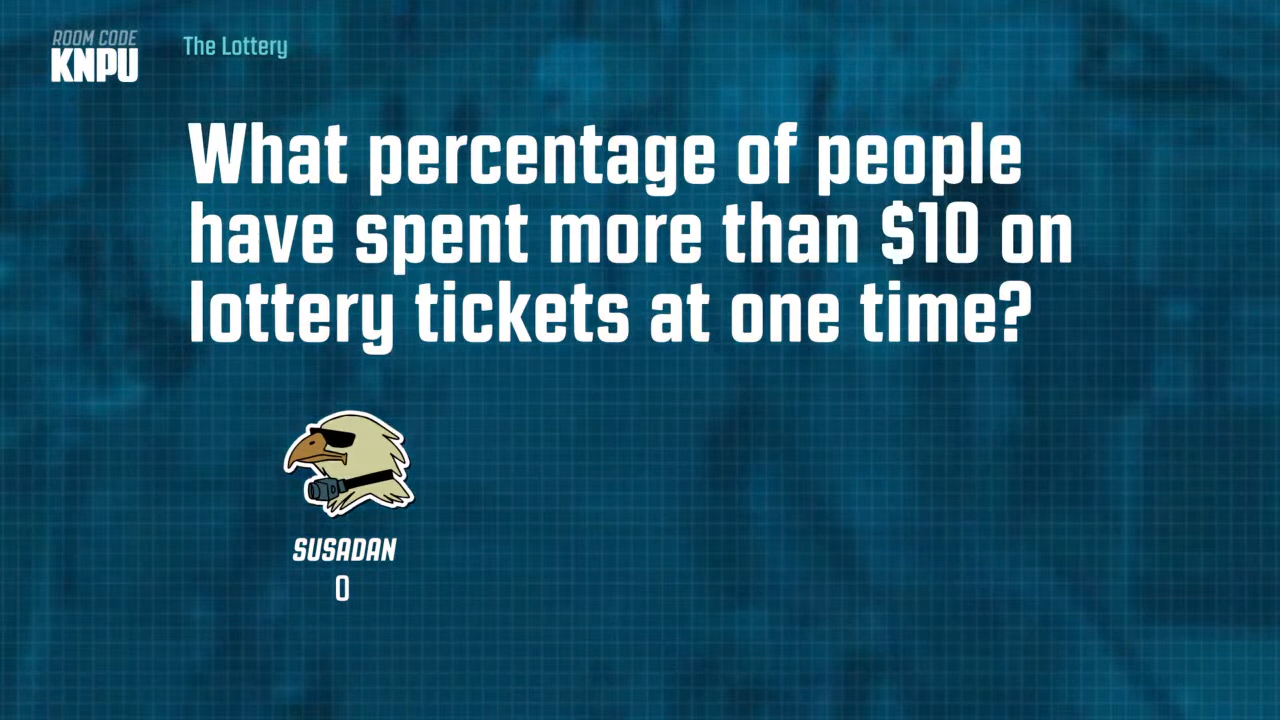 ROOM CODE
KNPU
The Lottery
What percentage of people
have spent more than $10 on
lottery tickets at one time?
SUSADAN
0